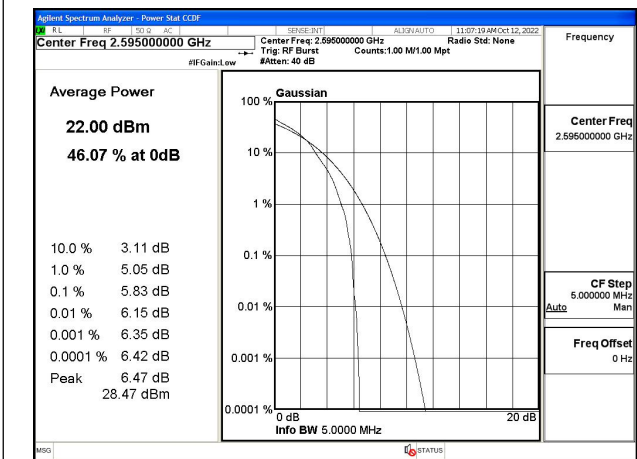 Agilent Spectrum Analyzer - Power Stat CCDF
RL RF 50 Ω AC SENSE:INT ALIGNAUTO 11:07:19 AM Oct 12, 2022
Center Freq 2.595000000 GHz
Center Freq: 2.595000000 GHz Radio Std: None
Trig: RF Burst Counts:1.00 M/1.00 Mpt
#IFGain:Low #Atten: 40 dB
Frequency
Average Power
22.00 dBm
46.07 % at 0dB
10.0 % 3.11 dB
1.0 % 5.05 dB
0.1 % 5.83 dB
0.01 % 6.15 dB
0.001 % 6.35 dB
0.0001 % 6.42 dB
Peak 6.47 dB
28.47 dBm
Gaussian
100 %
10 %
1 %
0.1 %
0.01 %
0.001 %
0.0001 %
0 dB 20 dB
Info BW 5.0000 MHz
Center Freq
2.595000000 GHz
CF Step
5.000000 MHz
Auto Man
Freq Offset
0 Hz
MSG STATUS